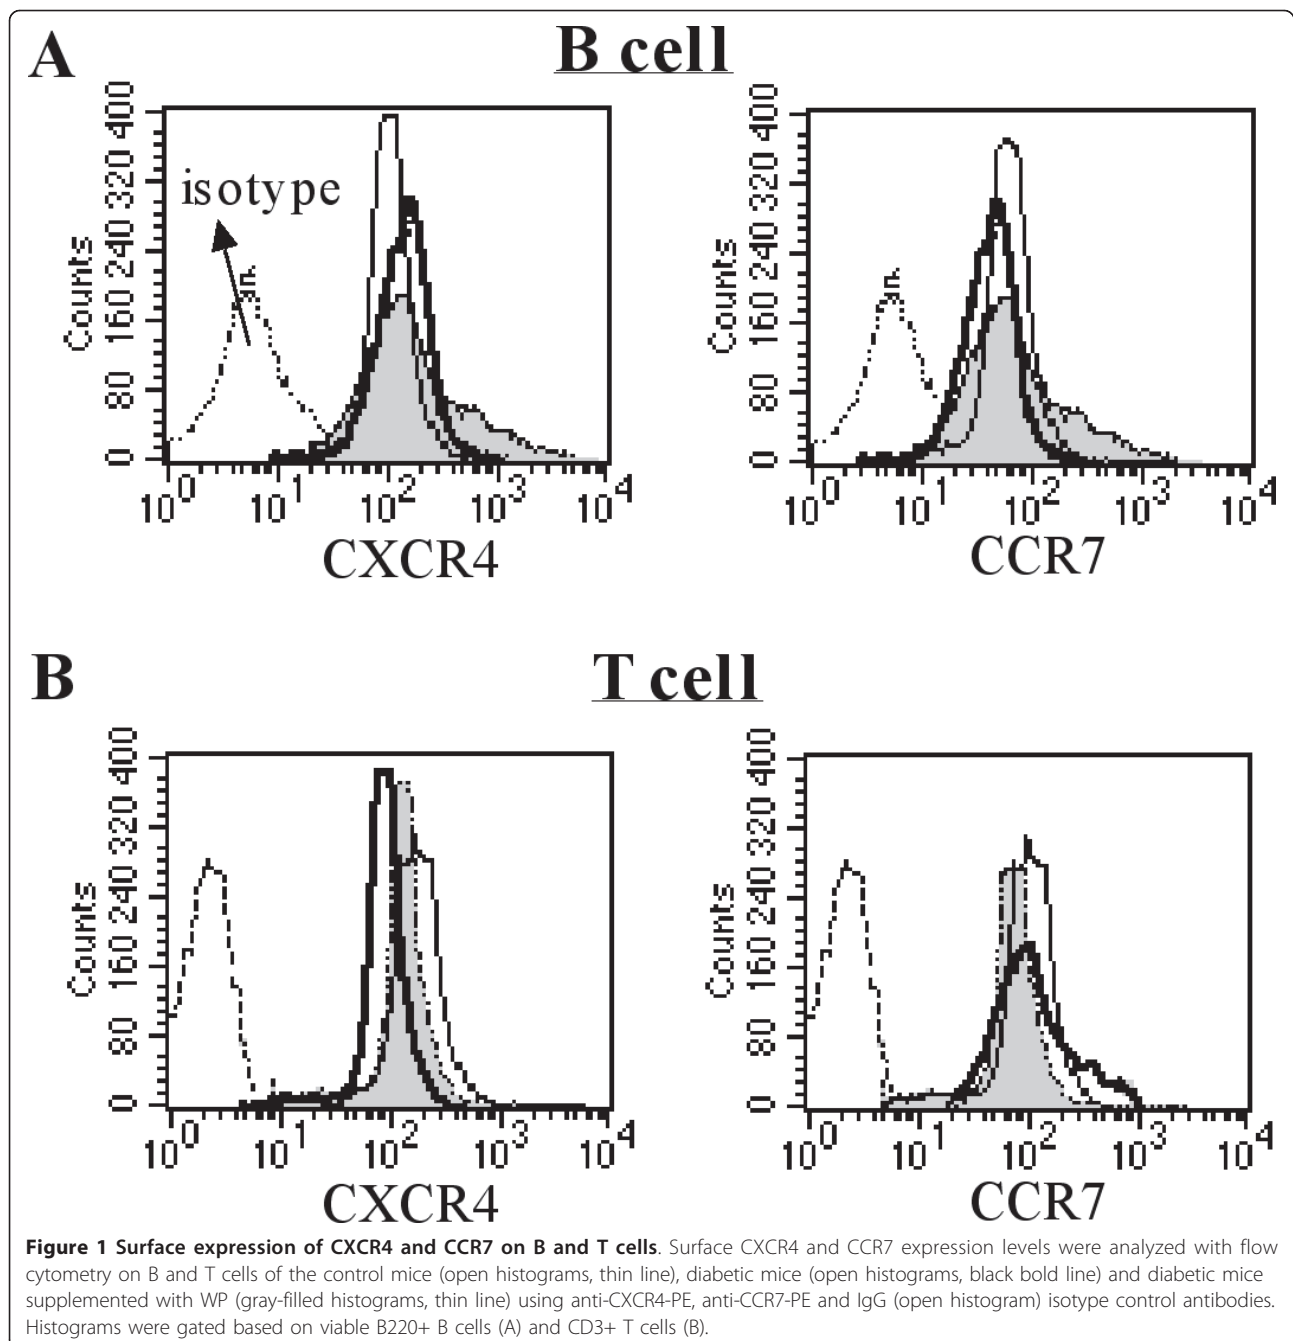 A
B cell
isotype
Counts
0 80 160 240 320 400
10^0 10^1 10^2 10^3 10^4
CXCR4
Counts
0 80 160 240 320 400
10^0 10^1 10^2 10^3 10^4
CCR7
B
T cell
Counts
0 80 160 240 320 400
10^0 10^1 10^2 10^3 10^4
CXCR4
Counts
0 80 160 240 320 400
10^0 10^1 10^2 10^3 10^4
CCR7
Figure 1 Surface expression of CXCR4 and CCR7 on B and T cells. Surface CXCR4 and CCR7 expression levels were analyzed with flow
cytometry on B and T cells of the control mice (open histograms, thin line), diabetic mice (open histograms, black bold line) and diabetic mice
supplemented with WP (gray-filled histograms, thin line) using anti-CXCR4-PE, anti-CCR7-PE and IgG (open histogram) isotype control antibodies.
Histograms were gated based on viable B220+ B cells (A) and CD3+ T cells (B).